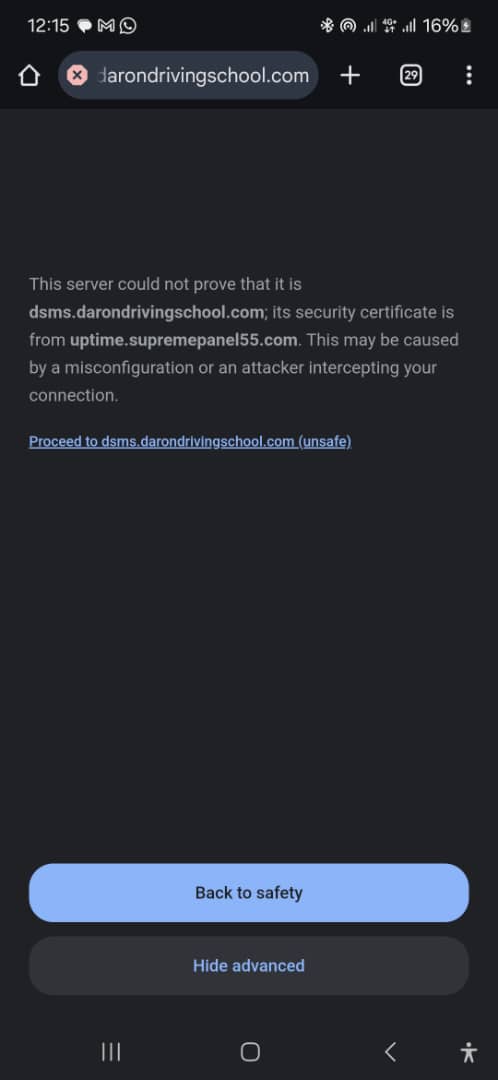 12:15 4G+ 16%
darondrivingschool.com 29
This server could not prove that it is
dsms.darondrivingschool.com; its security certificate is
from uptime.supremepanel55.com. This may be caused
by a misconfiguration or an attacker intercepting your
connection.
Proceed to dsms.darondrivingschool.com (unsafe)
Back to safety
Hide advanced